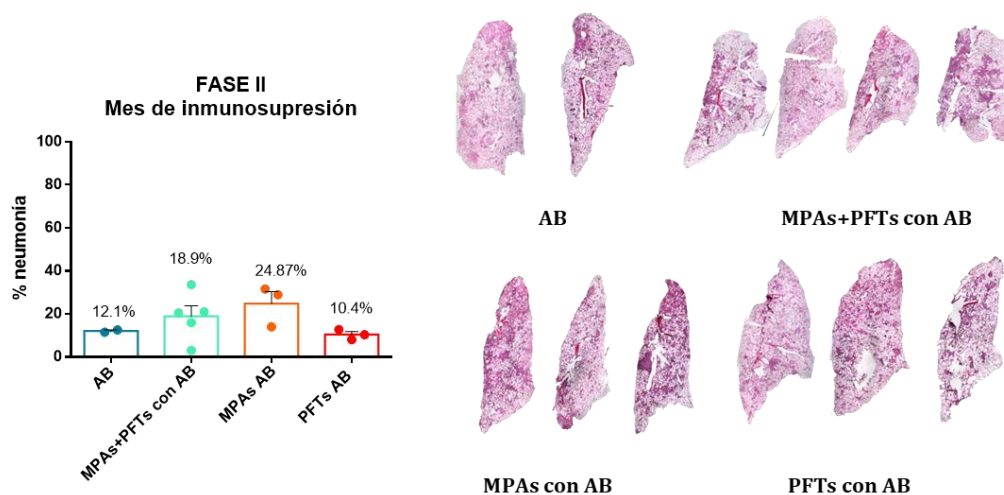 FASE II
Mes de inmunosupresión
% neumonía
100
80
60
40
20
0
12.1%
18.9%
24.87%
10.4%
AB
MPAs+PFTs con AB
MPAs AB
PFTs AB
AB
MPAs+PFTs con AB
MPAs con AB
PFTs con AB